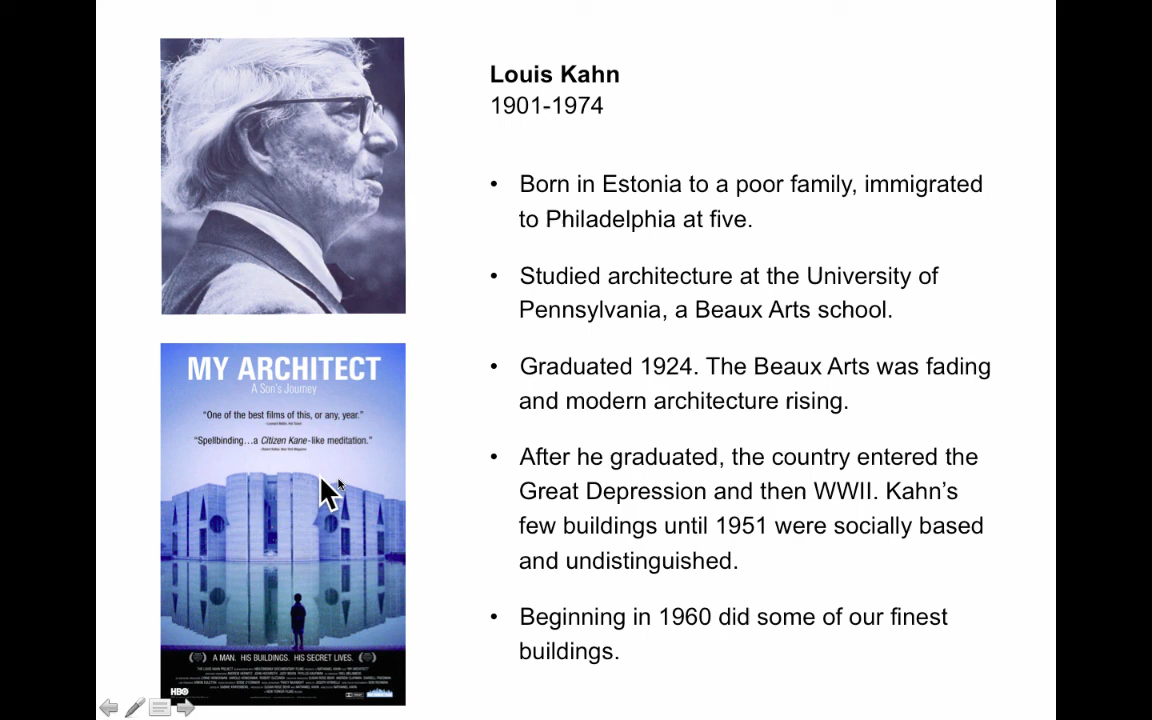 Louis Kahn
1901-1974
• Born in Estonia to a poor family, immigrated
to Philadelphia at five.
• Studied architecture at the University of
Pennsylvania, a Beaux Arts school.
• Graduated 1924. The Beaux Arts was fading
and modern architecture rising.
• After he graduated, the country entered the
Great Depression and then WWII. Kahn’s
few buildings until 1951 were socially based
and undistinguished.
• Beginning in 1960 did some of our finest
buildings.
MY ARCHITECT
A Son's Journey
“One of the best films of this, or any, year.”
“Spellbinding…a Citizen Kane-like meditation.”
A MAN. HIS BUILDINGS. HIS SECRET LIVES.
HBO